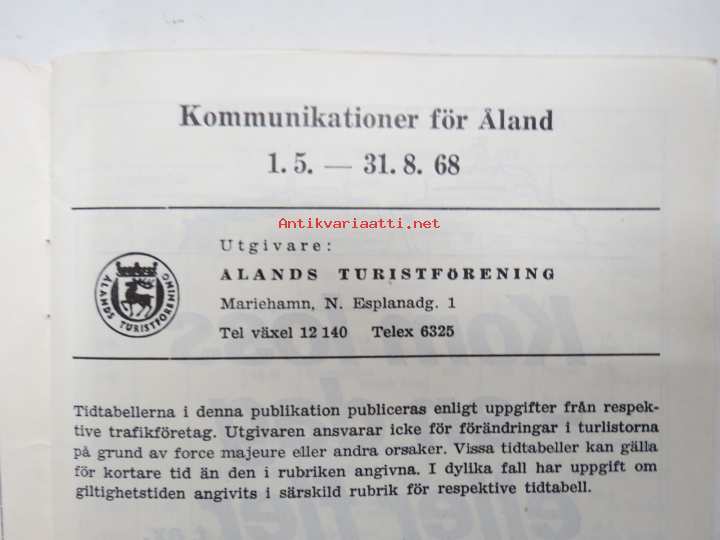 Kommunikationer för Åland
1. 5. — 31. 8. 68
Antikvariaatti.net
Utgivare:
ÅLANDS TURISTFÖRENING
Mariehamn, N. Esplanadg. 1
Tel växel 12 140 Telex 6325
ÅLANDS TURISTFÖRENING
Tidtabellerna i denna publikation publiceras enligt uppgifter från respek-
tive trafikföretag. Utgivaren ansvarar icke för förändringar i turlistorna
på grund av force majeure eller andra orsaker. Vissa tidtabeller kan gälla
för kortare tid än den i rubriken angivna. I dylika fall har uppgift om
giltighetstiden angivits i särskild rubrik för respektive tidtabell.